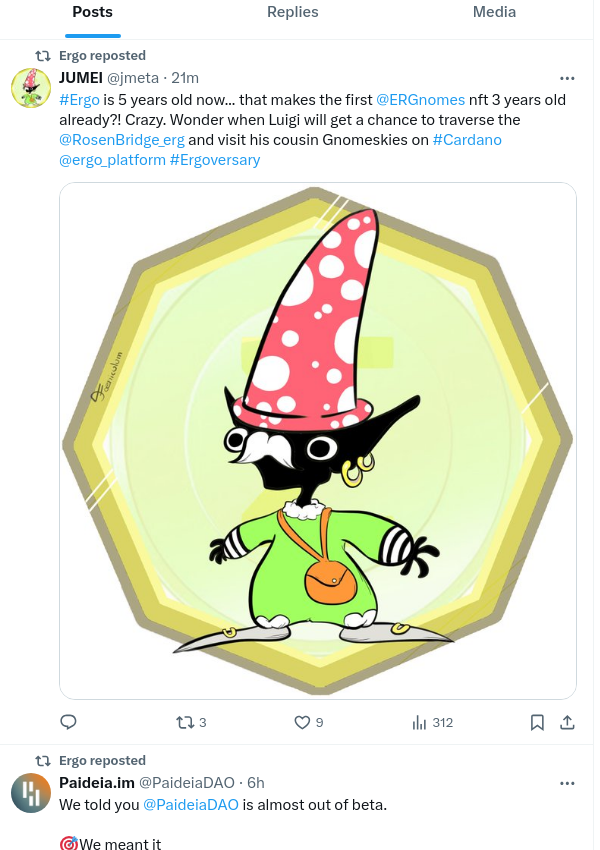 Posts Replies Media
Ergo reposted
JUMEI @jmeta · 21m
#Ergo is 5 years old now... that makes the first @ERGnomes nft 3 years old
already?! Crazy. Wonder when Luigi will get a chance to traverse the
@RosenBridge_erg and visit his cousin Gnomeskies on #Cardano
@ergo_platform #Ergoversary
3 9 312
Ergo reposted
Paideia.im @PaideiaDAO · 6h
We told you @PaideiaDAO is almost out of beta.
🎯We meant it